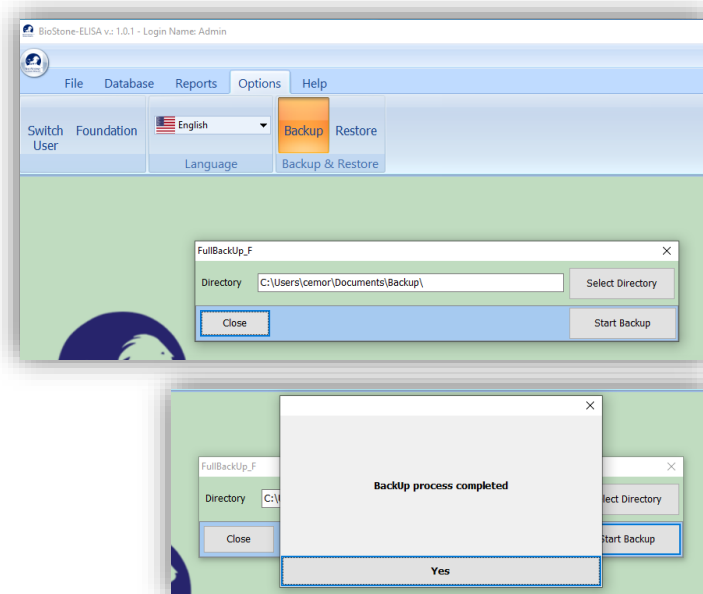 BioStone-ELISA v.: 1.0.1 - Login Name: Admin
File Database Reports Options Help
Switch User Foundation English Backup Restore
Language Backup & Restore
FullBackUp_F
Directory C:\Users\cemor\Documents\Backup\ Select Directory
Close Start Backup
FullBackUp_F
BackUp process completed
Directory C:\ lect Directory
Close Start Backup
Yes